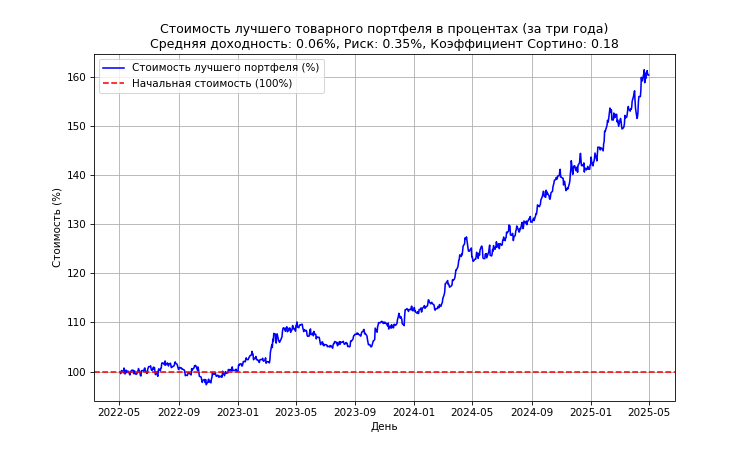 Стоимость лучшего товарного портфеля в процентах (за три года)
Средняя доходность: 0.06%, Риск: 0.35%, Коэффициент Сортино: 0.18
Стоимость лучшего портфеля (%)
Начальная стоимость (100%)
Стоимость (%)
160
150
140
130
120
110
100
2022-05 2022-09 2023-01 2023-05 2023-09 2024-01 2024-05 2024-09 2025-01 2025-05
День